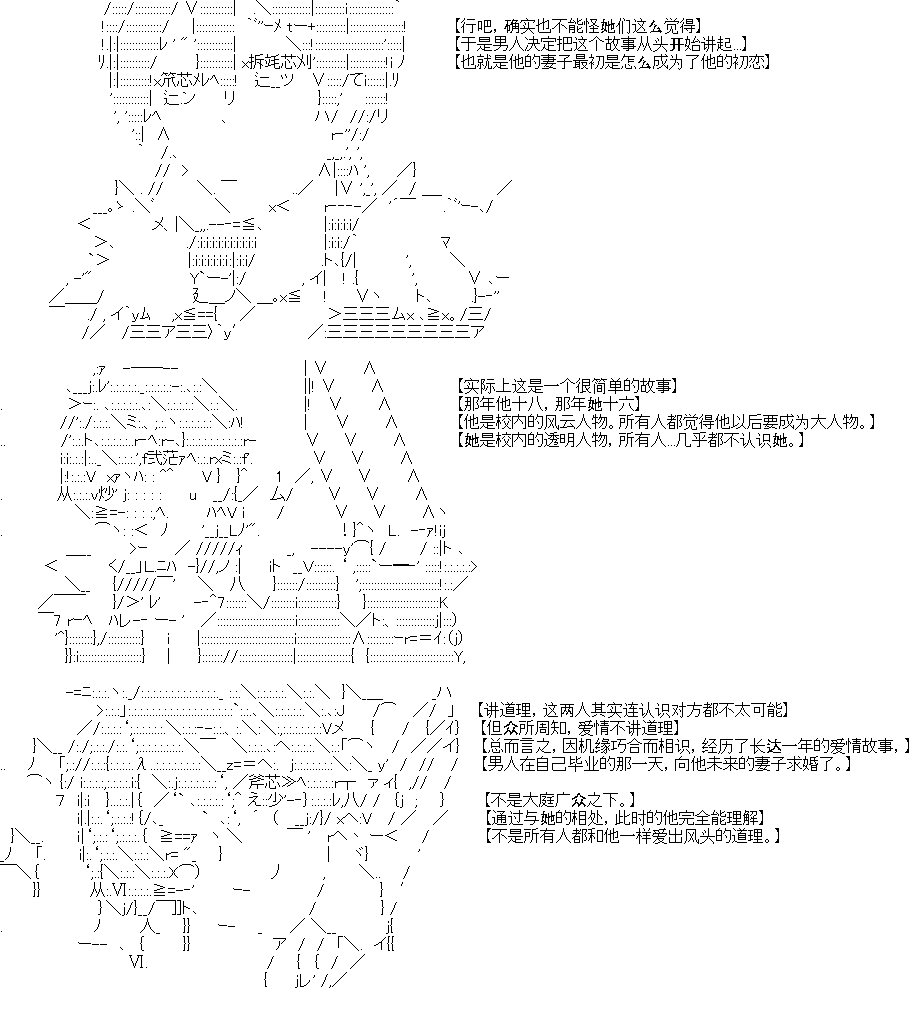 【行吧，确实也不能怪她们这么觉得】
【于是男人决定把这个故事从头开始讲起...】
【也就是他的妻子最初是怎么成为了他的初恋】
【实际上这是一个很简单的故事】
【那年他十八，那年她十六】
【他是校内的风云人物。所有人都觉得他以后要成为大人物。】
【她是校内的透明人物，所有人...几乎都不认识她。】
【讲道理，这两人其实连认识对方都不太可能】
【但众所周知，爱情不讲道理】
【总而言之，因机缘巧合而相识，经历了长达一年的爱情故事，】
【男人在自己毕业的那一天，向他未来的妻子求婚了。】
【不是大庭广众之下。】
【通过与她的相处，此时的他完全能理解】
【不是所有人都和他一样爱出风头的道理。】